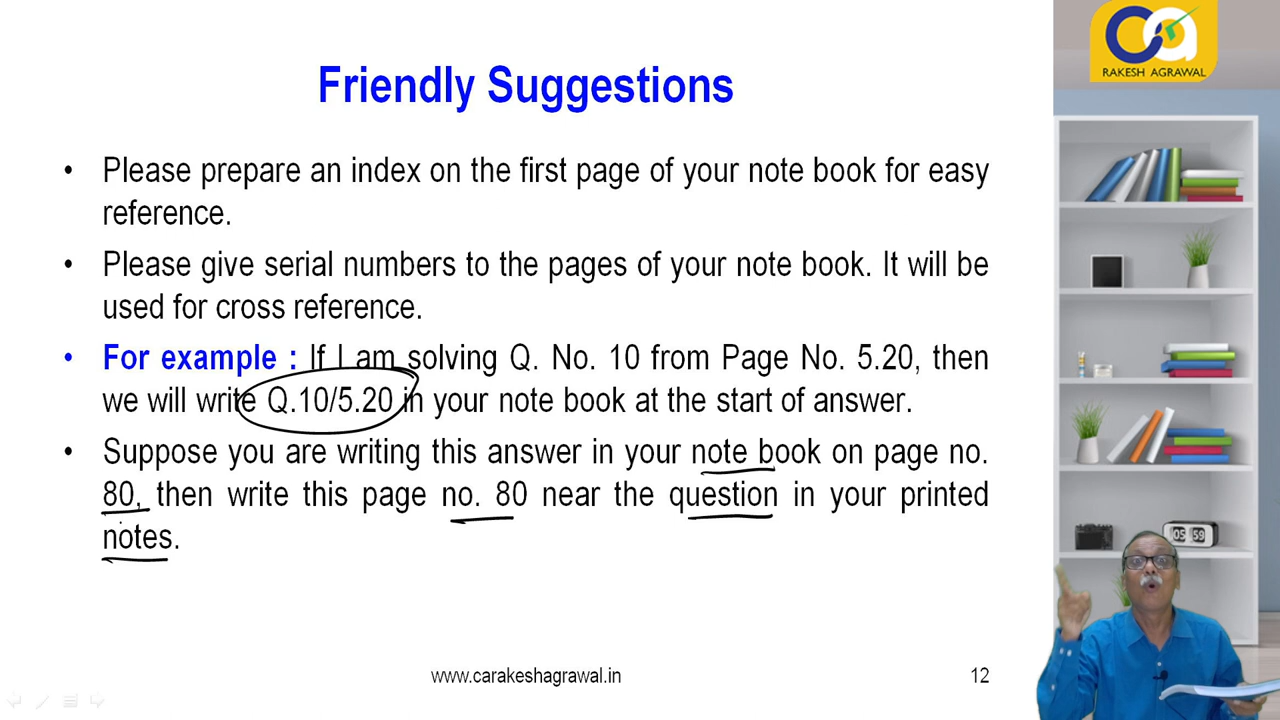 Friendly Suggestions
• Please prepare an index on the first page of your note book for easy
reference.
• Please give serial numbers to the pages of your note book. It will be
used for cross reference.
• For example : If I am solving Q. No. 10 from Page No. 5.20, then
we will write Q.10/5.20 in your note book at the start of answer.
• Suppose you are writing this answer in your note book on page no.
80, then write this page no. 80 near the question in your printed
notes.
www.carakeshagrawal.in
12
ca
RAKESH AGRAWAL
05 59